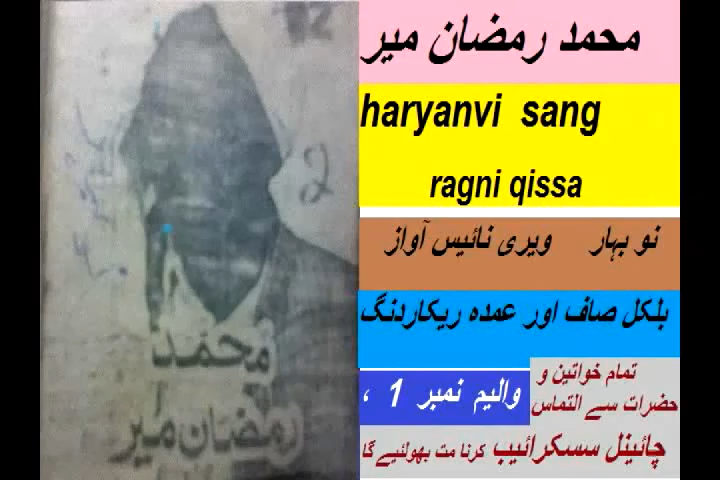 محمد رمضان میر
haryanvi sang
ragni qissa
نو بہار ویری نائیس آواز
بلکل صاف اور عمدہ ریکارڈنگ
والیم نمبر 1 ،
تمام خواتین و
حضرات سے التماس
چائینل سسکرائیب کرنا مت بھولئیے گا
2
محمد
رمضان میر